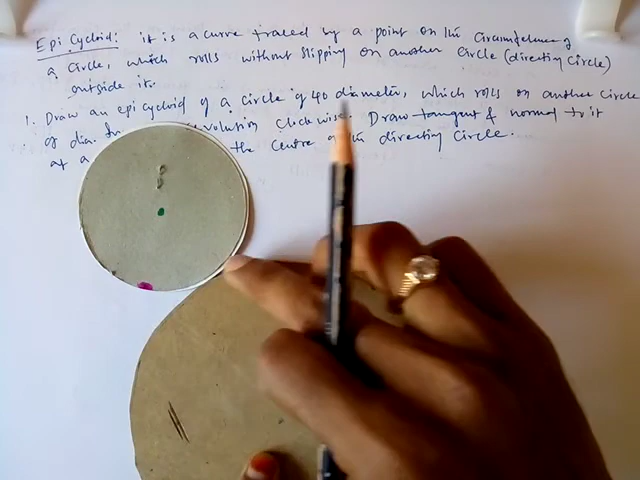 Epi Cycloid: it is a curve traced by a point on the Circumference of
a circle, which rolls without slipping on another Circle (directing Circle)
outside it.
1. Draw an epi cycloid of a circle of 40 diameter, which rolls on another circle
of dia. for revolution clockwise. Draw tangent & normal to it
at a the centre of the directing circle.